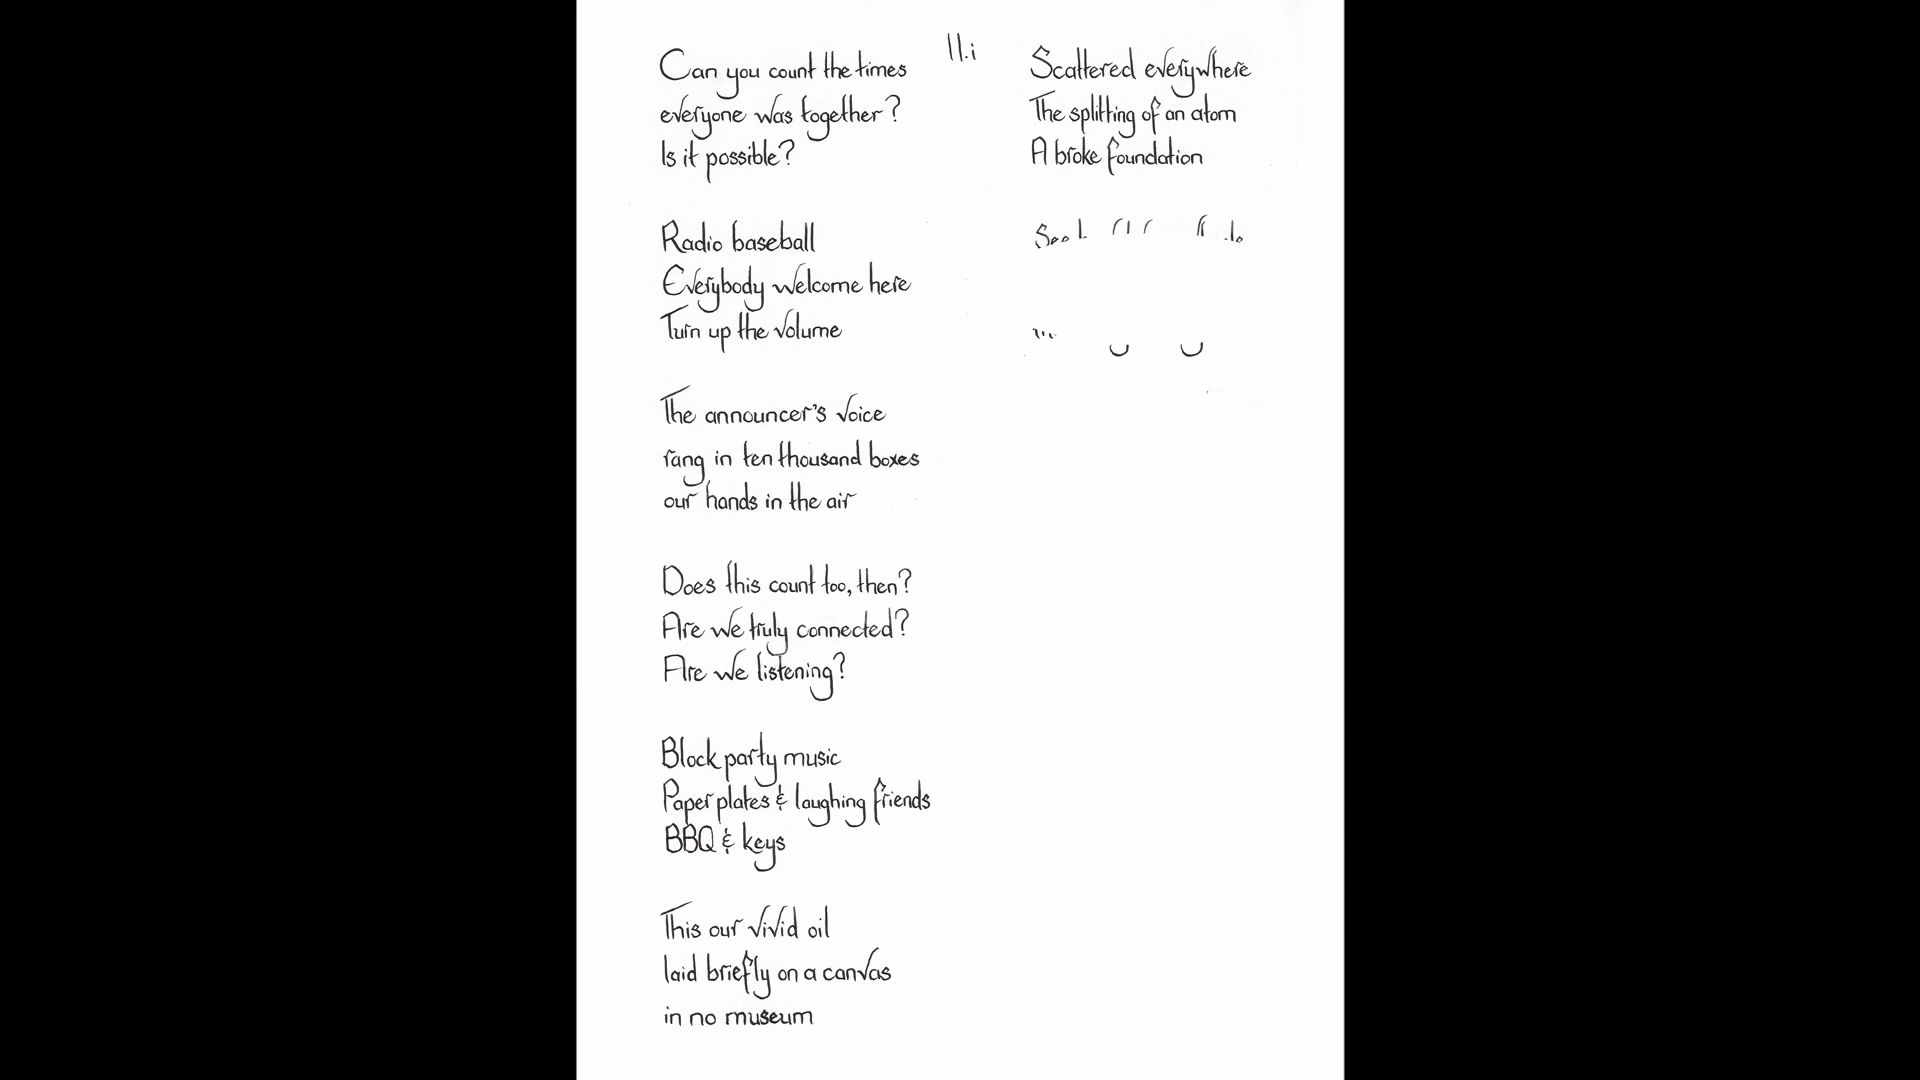 11.i
Can you count the times
everyone was together?
Is it possible?
Radio baseball
Everybody welcome here
Turn up the volume
The announcer's voice
rang in ten thousand boxes
our hands in the air
Does this count too, then?
Are we truly connected?
Are we listening?
Block party music
Paper plates & laughing friends
BBQ & keys
This our vivid oil
laid briefly on a canvas
in no museum
Scattered everywhere
The splitting of an atom
A broke foundation